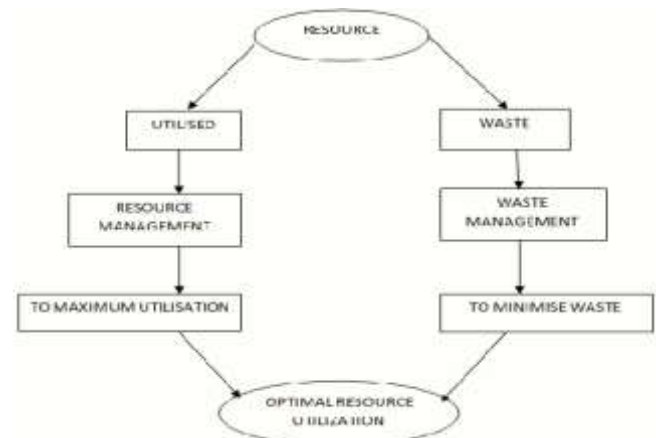 RESOURCE
UTILISED
WASTE
RESOURCE
MANAGEMENT
WASTE
MANAGEMENT
TO MAXIMUM UTILISATION
TO MINIMISE WASTE
OPTIMAL RESOURCE
UTILIZATION